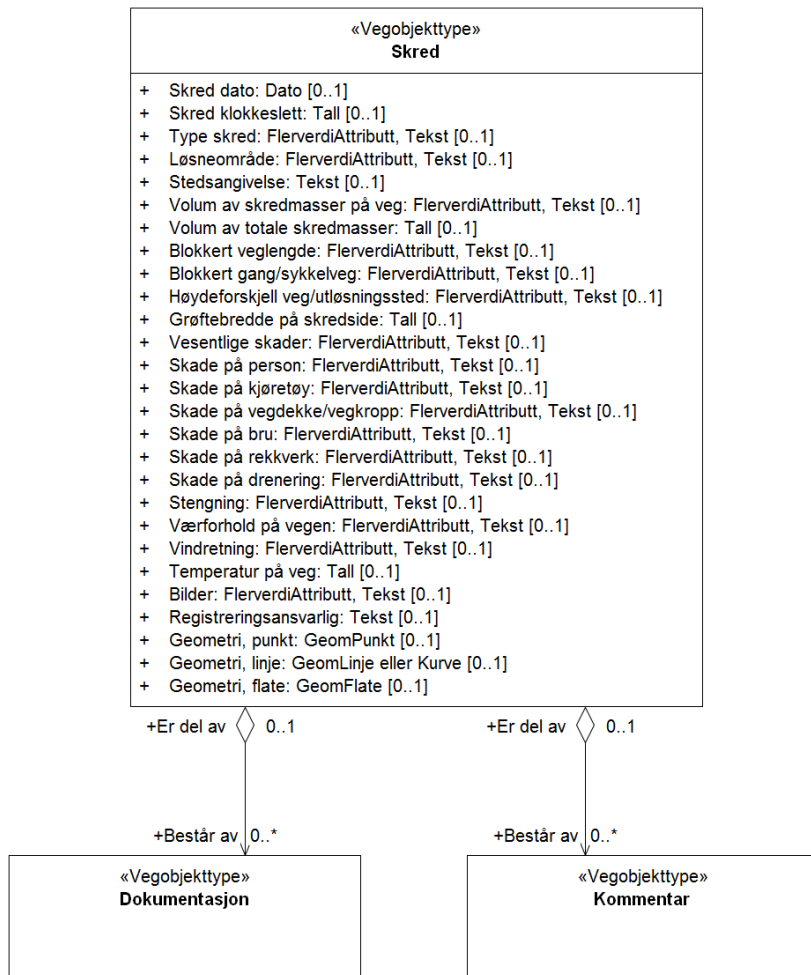 «Vegobjekttype»
Skred
+ Skred dato: Dato [0..1]
+ Skred klokkeslett: Tall [0..1]
+ Type skred: FlerverdiAttributt, Tekst [0..1]
+ Løsneområde: FlerverdiAttributt, Tekst [0..1]
+ Stedsangivelse: Tekst [0..1]
+ Volum av skredmasser på veg: FlerverdiAttributt, Tekst [0..1]
+ Volum av totale skredmasser: Tall [0..1]
+ Blokkert veglengde: FlerverdiAttributt, Tekst [0..1]
+ Blokkert gang/sykkelveg: FlerverdiAttributt, Tekst [0..1]
+ Høydeforskjell veg/utløsningssted: FlerverdiAttributt, Tekst [0..1]
+ Grøftebredde på skredside: Tall [0..1]
+ Vesentlige skader: FlerverdiAttributt, Tekst [0..1]
+ Skade på person: FlerverdiAttributt, Tekst [0..1]
+ Skade på kjøretøy: FlerverdiAttributt, Tekst [0..1]
+ Skade på vegdekke/vegkropp: FlerverdiAttributt, Tekst [0..1]
+ Skade på bru: FlerverdiAttributt, Tekst [0..1]
+ Skade på rekkverk: FlerverdiAttributt, Tekst [0..1]
+ Skade på drenering: FlerverdiAttributt, Tekst [0..1]
+ Stengning: FlerverdiAttributt, Tekst [0..1]
+ Værforhold på vegen: FlerverdiAttributt, Tekst [0..1]
+ Vindretning: FlerverdiAttributt, Tekst [0..1]
+ Temperatur på veg: Tall [0..1]
+ Bilder: FlerverdiAttributt, Tekst [0..1]
+ Registreringsansvarlig: Tekst [0..1]
+ Geometri, punkt: GeomPunkt [0..1]
+ Geometri, linje: GeomLinje eller Kurve [0..1]
+ Geometri, flate: GeomFlate [0..1]
+Er del av 0..1
+Er del av 0..1
+Består av 0..*
+Består av 0..*
«Vegobjekttype»
Dokumentasjon
«Vegobjekttype»
Kommentar